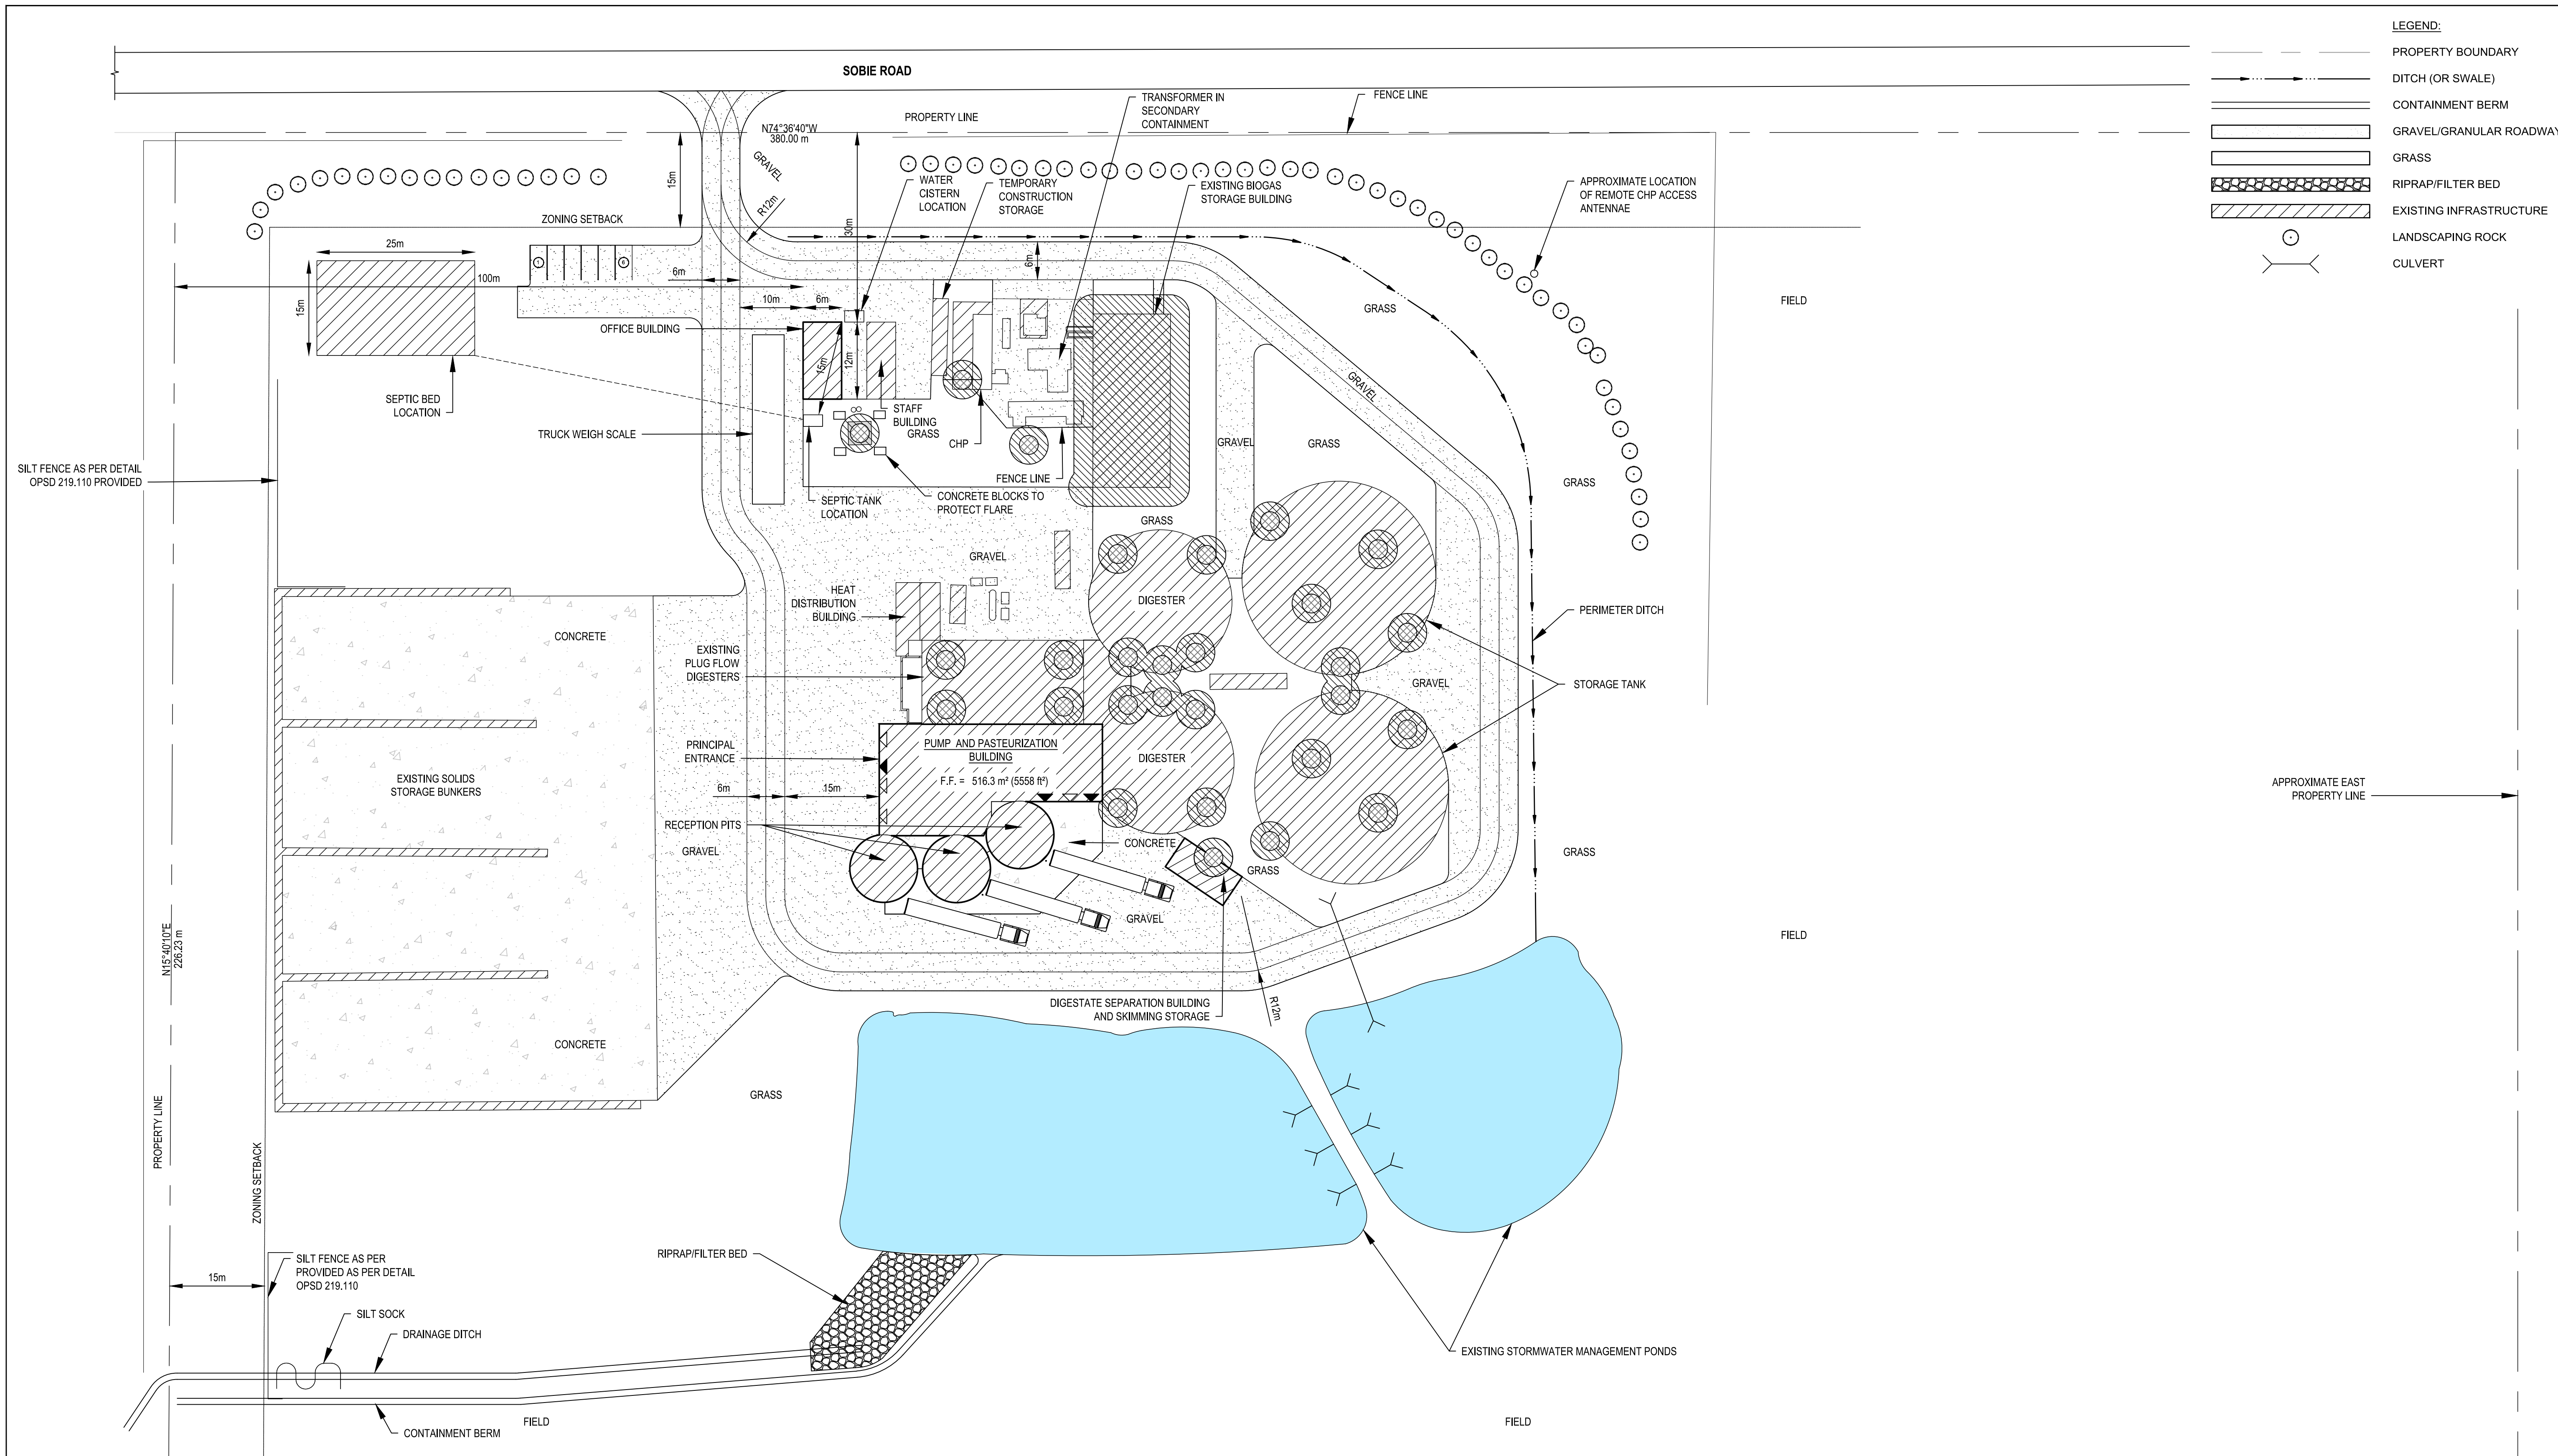 LEGEND:
PROPERTY BOUNDARY
DITCH (OR SWALE)
CONTAINMENT BERM
GRAVEL/GRANULAR ROADWAY
GRASS
RIPRAP/FILTER BED
EXISTING INFRASTRUCTURE
LANDSCAPING ROCK
CULVERT
SOBIE ROAD
N74°36'40"W
380.00 m
PROPERTY LINE
TRANSFORMER IN
SECONDARY
CONTAINMENT
FENCE LINE
GRAVEL
15m
R12m
30m
WATER
CISTERN
LOCATION
TEMPORARY
CONSTRUCTION
STORAGE
EXISTING BIOGAS
STORAGE BUILDING
APPROXIMATE LOCATION
OF REMOTE CHP ACCESS
ANTENNAE
ZONING SETBACK
25m
1
6
100m
15m
6m
6m
10m
6m
OFFICE BUILDING
15m
12m
GRASS
FIELD
GRAVEL
SEPTIC BED
LOCATION
TRUCK WEIGH SCALE
STAFF
BUILDING
GRASS
CHP
GRAVEL
GRASS
SILT FENCE AS PER DETAIL
OPSD 219.110 PROVIDED
FENCE LINE
SEPTIC TANK
LOCATION
CONCRETE BLOCKS TO
PROTECT FLARE
GRASS
GRASS
GRAVEL
HEAT
DISTRIBUTION
BUILDING
DIGESTER
PERIMETER DITCH
CONCRETE
EXISTING
PLUG FLOW
DIGESTERS
GRAVEL
STORAGE TANK
PRINCIPAL
ENTRANCE
PUMP AND PASTEURIZATION
BUILDING
F.F. = 516.3 m² (5558 ft²)
DIGESTER
EXISTING SOLIDS
STORAGE BUNKERS
6m
15m
APPROXIMATE EAST
PROPERTY LINE
RECEPTION PITS
GRAVEL
CONCRETE
GRASS
GRASS
GRAVEL
FIELD
N15°40'10"E
226.23 m
DIGESTATE SEPARATION BUILDING
AND SKIMMING STORAGE
R12m
CONCRETE
GRASS
PROPERTY LINE
ZONING SETBACK
RIPRAP/FILTER BED
SILT FENCE AS PER
PROVIDED AS PER DETAIL
OPSD 219.110
15m
SILT SOCK
DRAINAGE DITCH
EXISTING STORMWATER MANAGEMENT PONDS
FIELD
FIELD
CONTAINMENT BERM